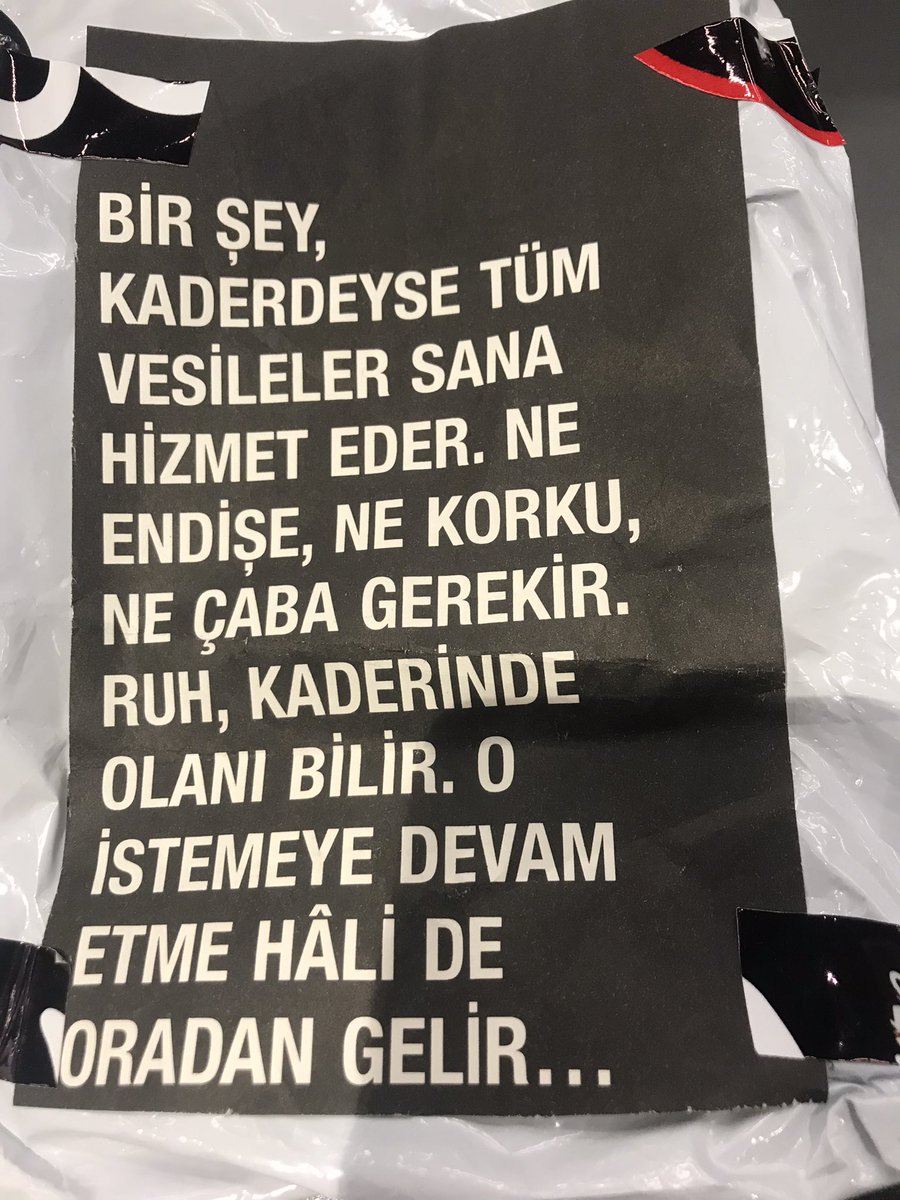 BİR ŞEY,
KADERDEYSE TÜM
VESİLELER SANA
HİZMET EDER. NE
ENDİŞE, NE KORKU,
NE ÇABA GEREKİR.
RUH, KADERİNDE
OLANI BİLİR. O
İSTEMEYE DEVAM
ETME HÂLİ DE
ORADAN GELİR...